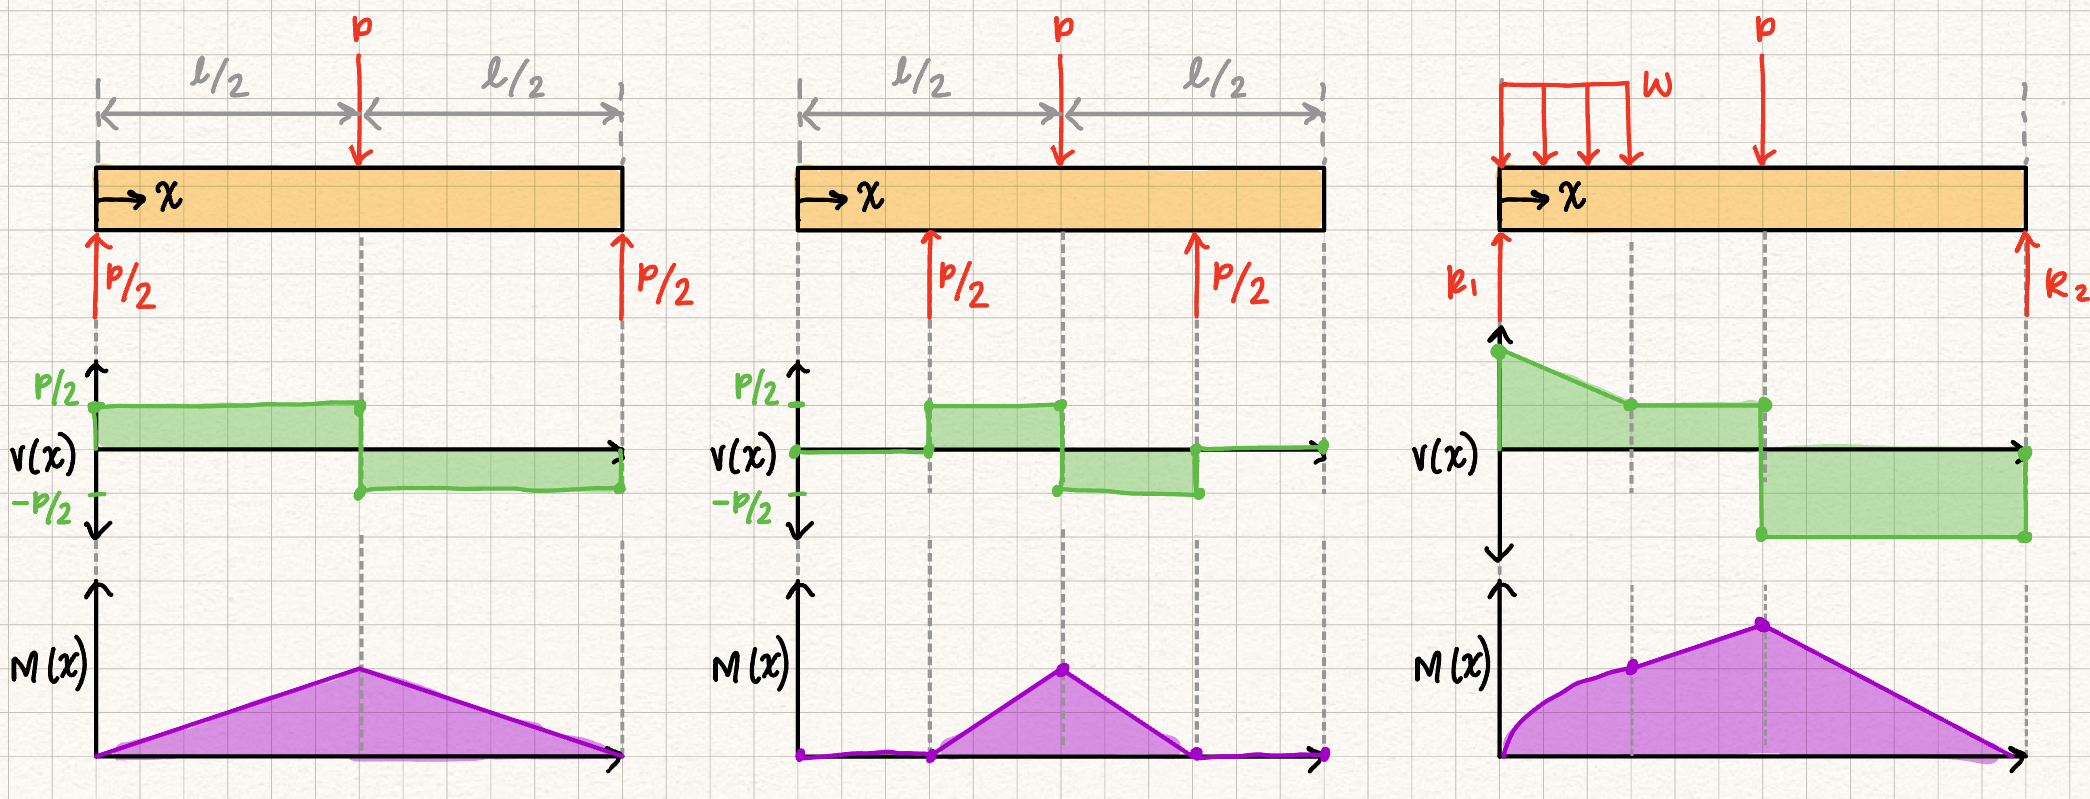 P
l/2
l/2
x
P/2
P/2
P/2
V(x)
-P/2
M(x)
P
l/2
l/2
x
P/2
P/2
P/2
V(x)
-P/2
M(x)
P
W
x
R1
R2
V(x)
M(x)